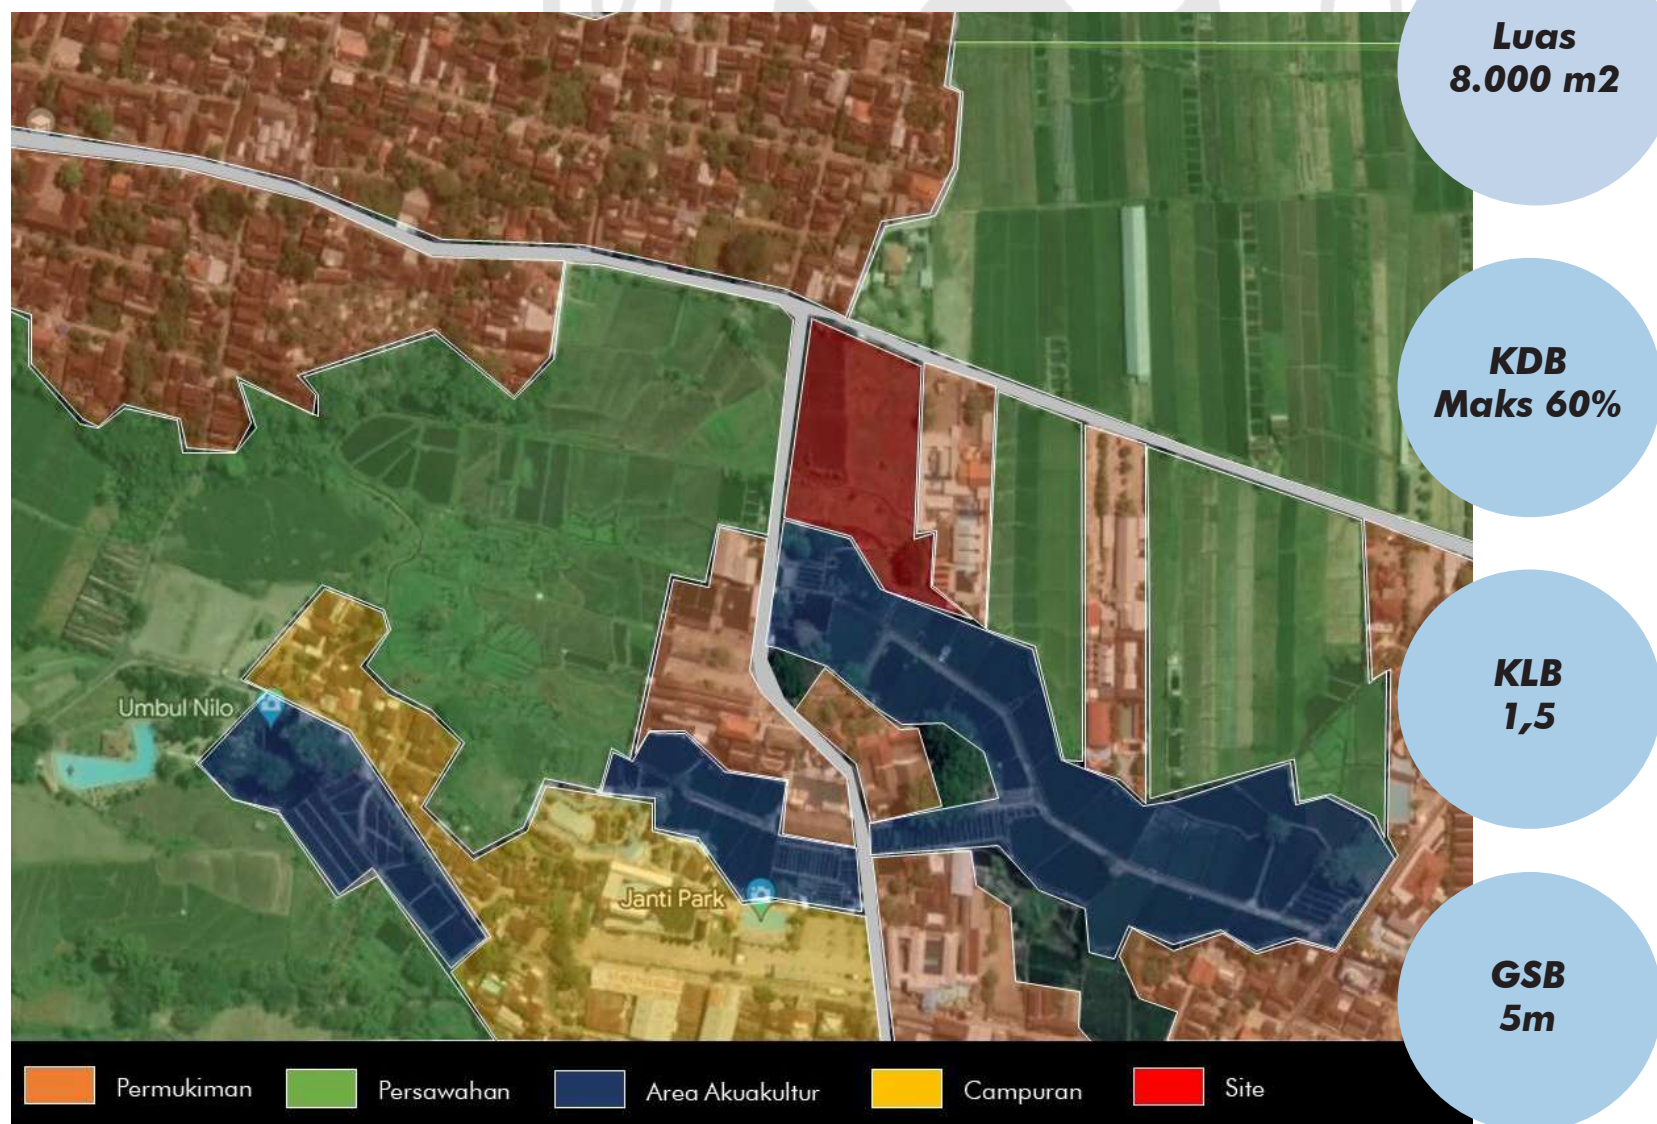 Luas
8.000 m2
KDB
Maks 60%
KLB
1,5
GSB
5m
Umbul Nilo
Janti Park
Permukiman
Persawahan
Area Akuakultur
Campuran
Site